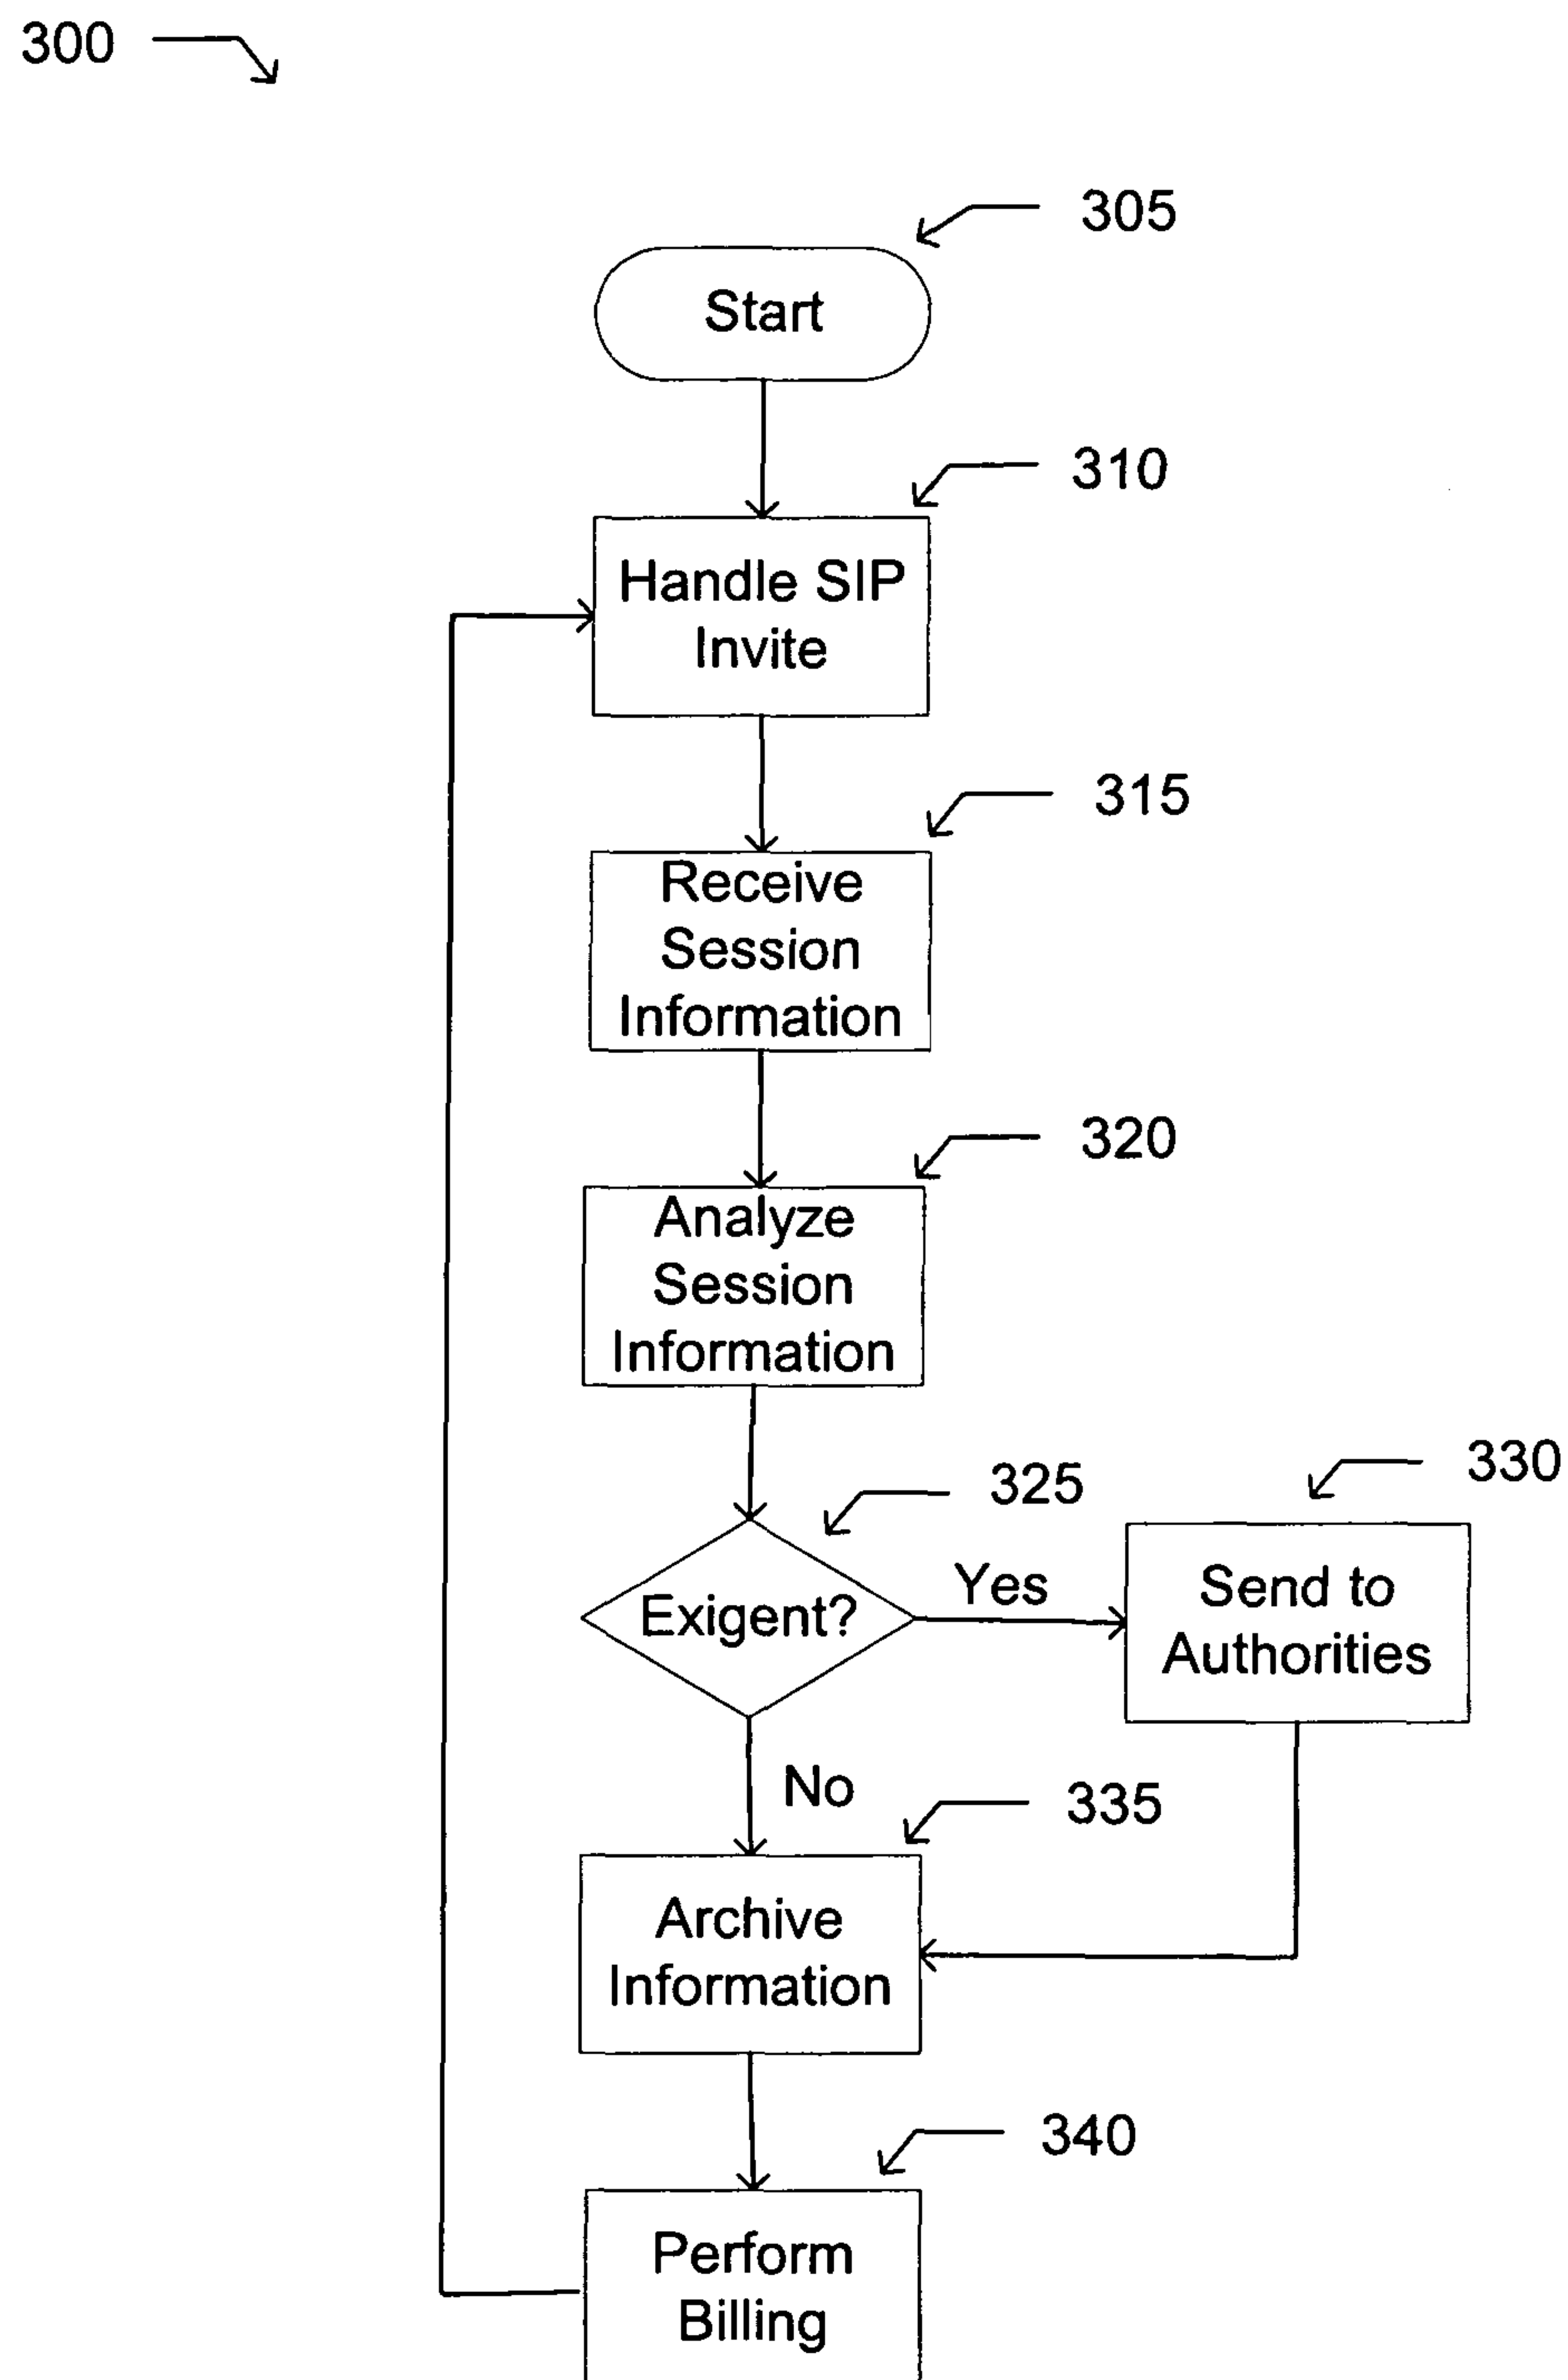 300
305
Start
310
Handle SIP
Invite
315
Receive
Session
Information
320
Analyze
Session
Information
325
330
Exigent?
Yes
Send to
Authorities
No
335
Archive
Information
340
Perform
Billing